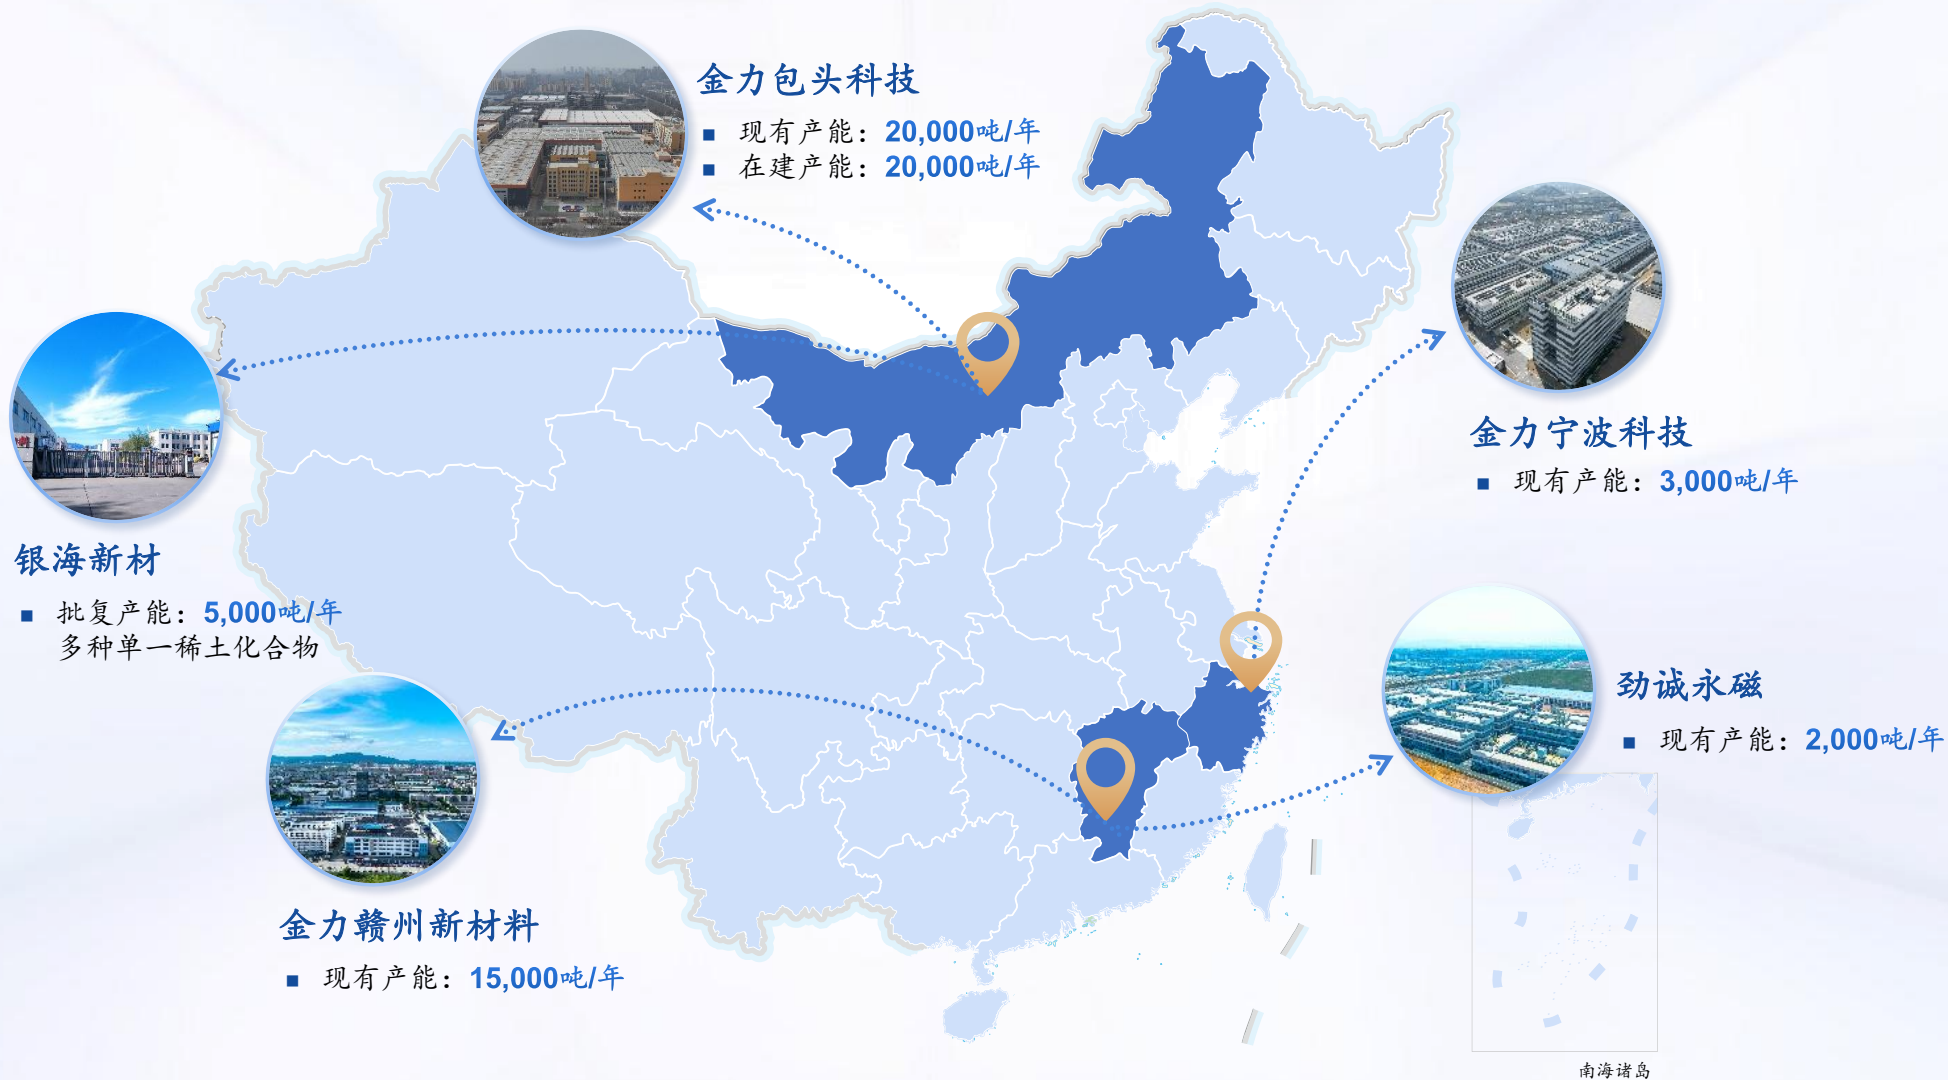 金力包头科技
■ 现有产能：20,000吨/年
■ 在建产能：20,000吨/年
金力宁波科技
■ 现有产能：3,000吨/年
银海新材
■ 批复产能：5,000吨/年
多种单一稀土化合物
劲诚永磁
■ 现有产能：2,000吨/年
金力赣州新材料
■ 现有产能：15,000吨/年
南海诸岛